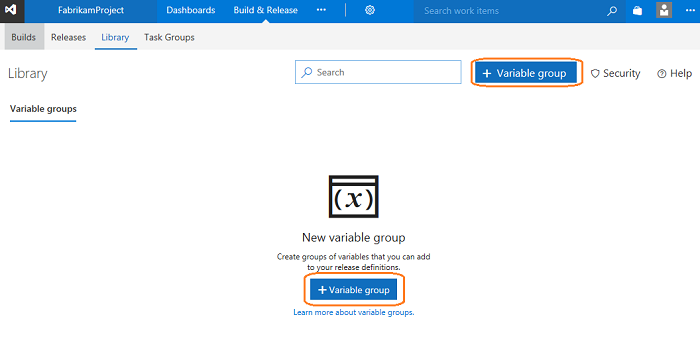 FabrikamProject Dashboards Build & Release ••• Search work items •••
Builds Releases Library Task Groups
Library Search + Variable group Security Help
Variable groups
(x)
New variable group
Create groups of variables that you can add
to your release definitions.
+ Variable group
Learn more about variable groups.